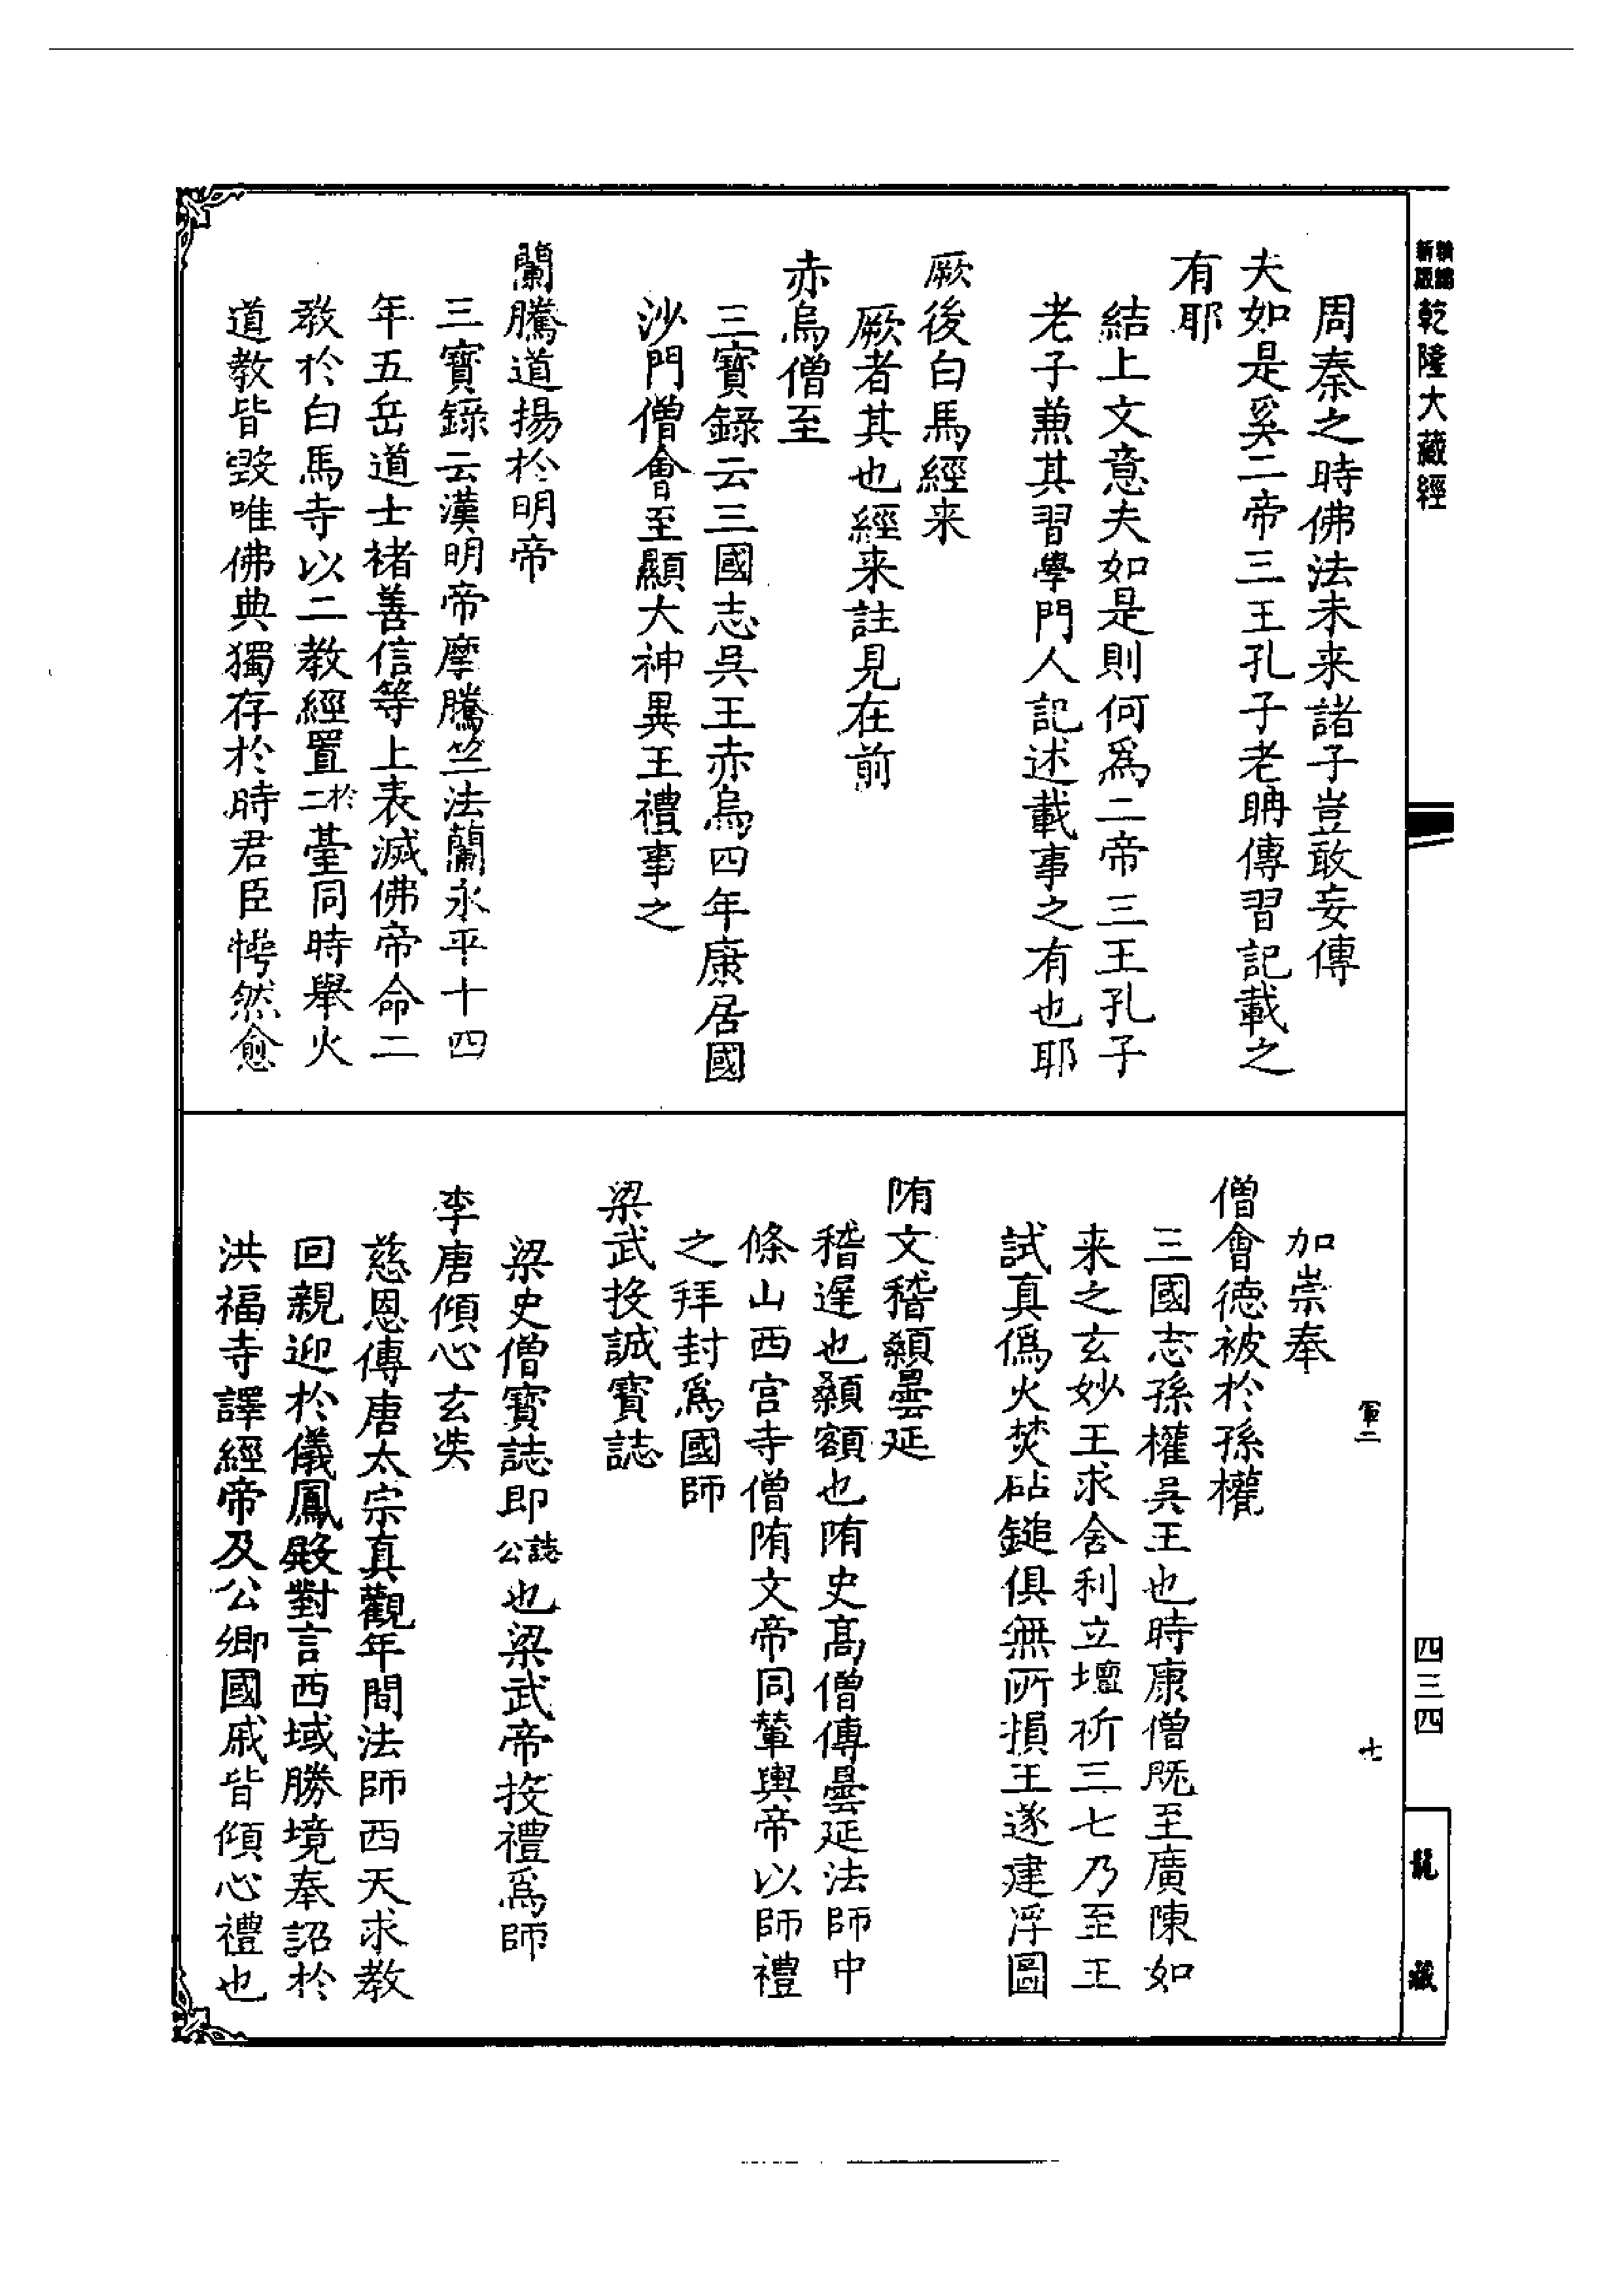 新編
新版
乾隆大藏經
周秦之時佛法未来諸子豈敢妄傳
夫如是奚二帝三王孔子老聃傳習記載之
有耶
結上文意夫如是則何爲二帝三王孔子
老子兼其習學門人記述載事之有也耶
厥後白馬經来
厥者其也經来註見在前
赤烏僧至
三寶録云三國志吳王赤烏四年康居國
沙門僧會至顯大神異王禮事之
蘭騰道揚於明帝
三寳錄云漢明帝摩騰竺法蘭永平十四
年五岳道士褚善信等上表滅佛帝命二
教於白馬寺以二教經置於二臺同時舉火
道教皆毀唯佛典獨存於時君臣愕然愈
加崇奉
僧會德被於孫權
三國志孫權吳王也時康僧既至廣陳如
来之玄妙王求舍利立壇祈三七乃至王
試真僞火焚砧鎚俱無所損王遂建浮圖
隋文稽顙曇延
稽遲也顙額也隋史高僧傳曇延法師中
條山西宫寺僧隋文帝同輦輿帝以師禮
之拜封爲國師
梁武投誠寳誌
梁史僧寳誌即誌公也梁武帝投禮爲師
李唐傾心玄奘
慈恩傳唐太宗真觀年間法師西天求教
回親迎於儀鳳殿對言西域勝境奉詔於
洪福寺譯經帝及公卿國戚皆傾心禮也
軍二
七
四三四
龍藏